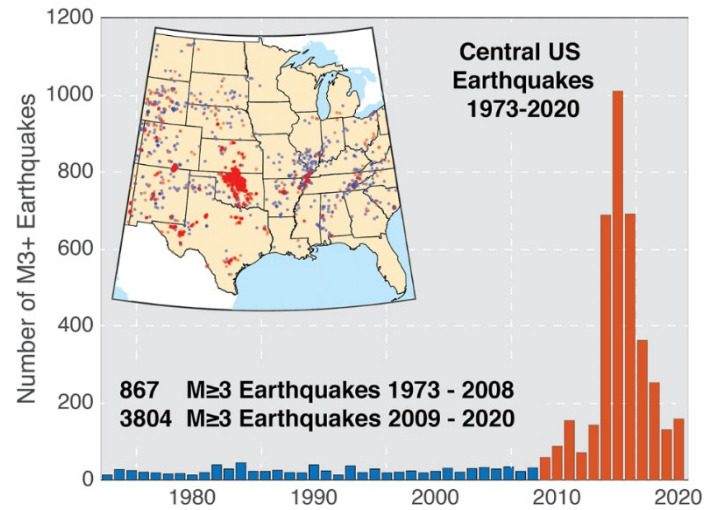 Central US
Earthquakes
1973-2020
Number of M3+ Earthquakes
1200
1000
800
600
400
200
0
867 M≥3 Earthquakes 1973 - 2008
3804 M≥3 Earthquakes 2009 - 2020
1980 1990 2000 2010 2020